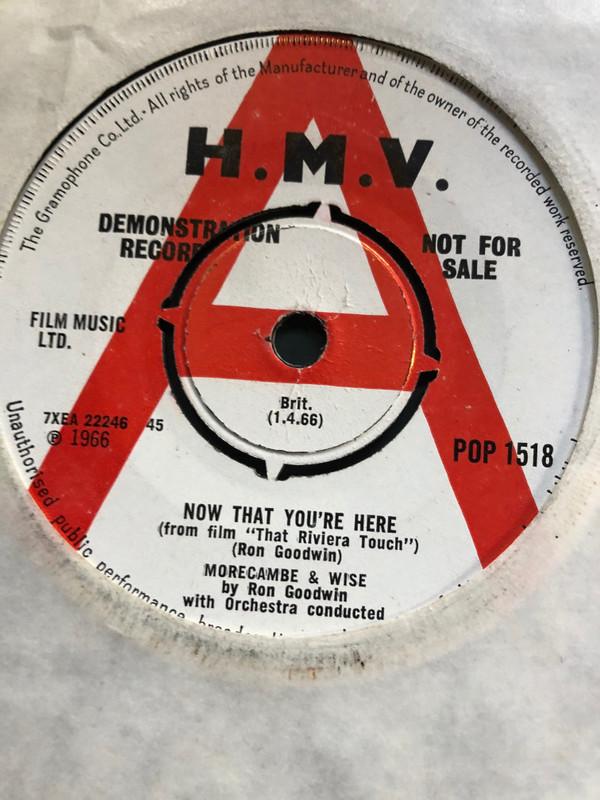 The Gramophone Co. Ltd. · All rights of the Manufacturer and of the owner of the recorded work reserved.
H.M.V.
DEMONSTRATION
RECORD
NOT FOR
SALE
FILM MUSIC
LTD.
Brit.
(1.4.66)
7XEA 22246 45
℗ 1966
POP 1518
NOW THAT YOU'RE HERE
(from film "That Riviera Touch")
(Ron Goodwin)
MORECAMBE & WISE
by Ron Goodwin
with Orchestra conducted
Unauthorised public performance
A